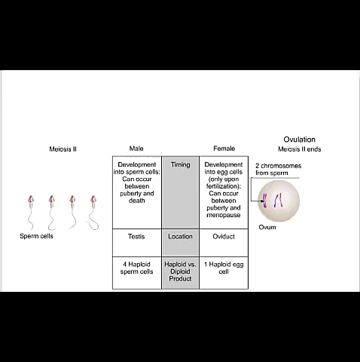 Ovulation
Meiosis II
Male
Female
Meiosis II ends
Development
into sperm cells:
Can occur
between
puberty and
death
Timing
Development
into egg cells
(only upon
fertilization):
Can occur
between
puberty and
menopause
2 chromosomes
from sperm
Sperm cells
Ovum
Testis
Location
Oviduct
4 Haploid
sperm cells
Haploid vs.
Diploid
Product
1 Haploid egg
cell